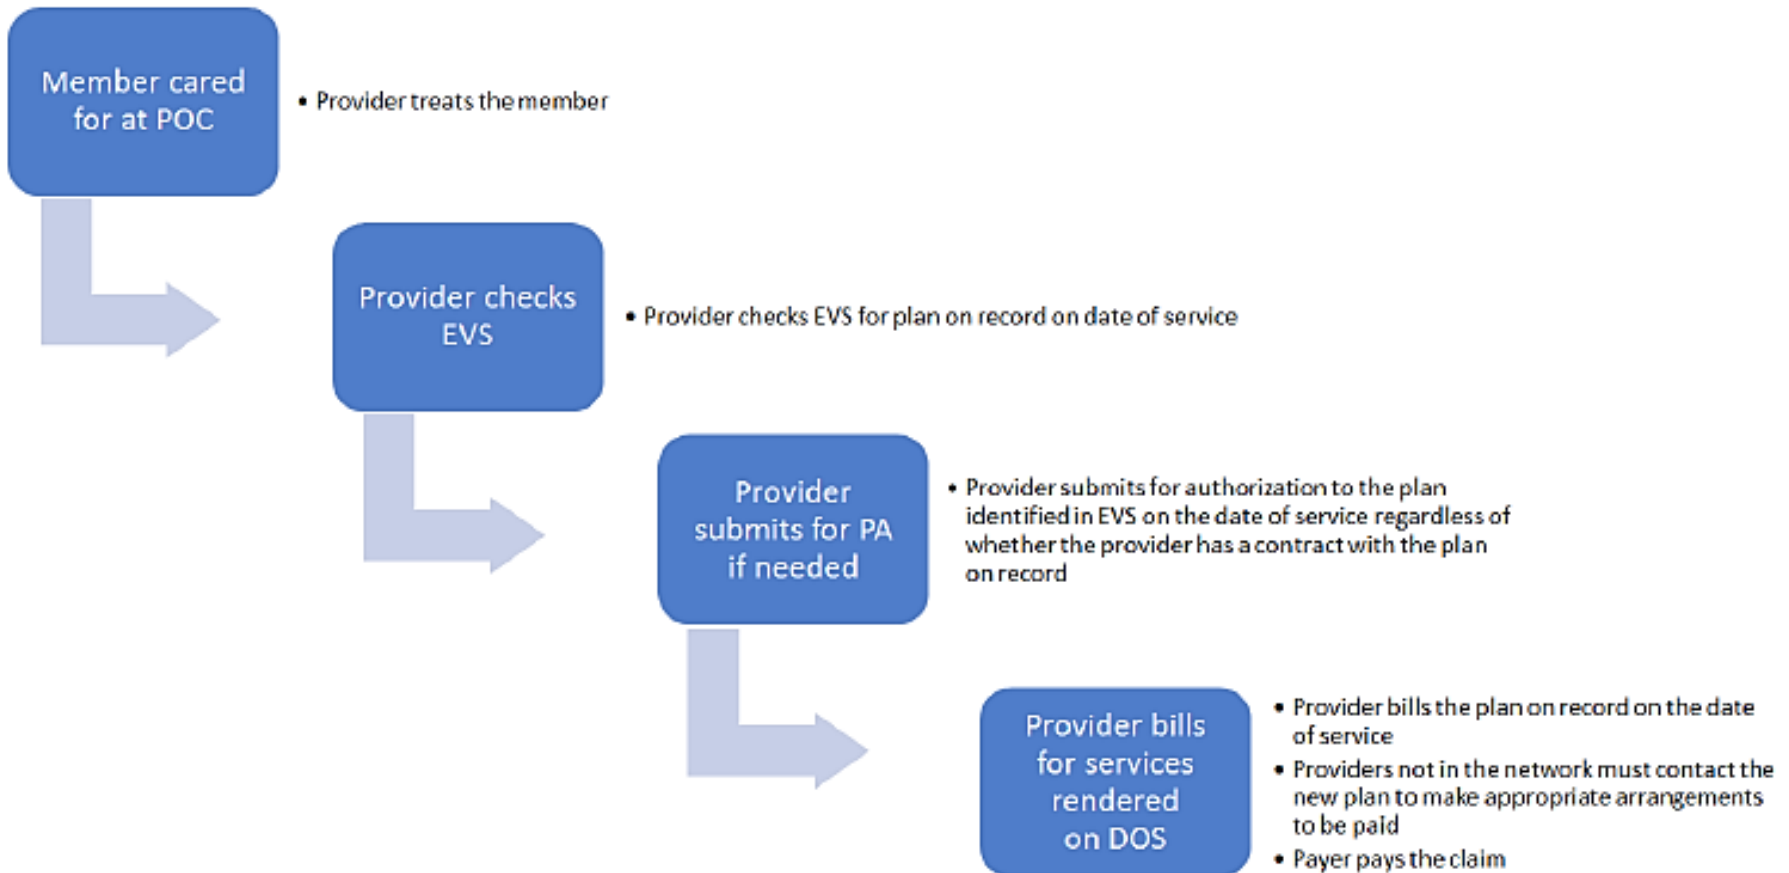 Member cared
for at POC
• Provider treats the member
Provider checks
EVS
• Provider checks EVS for plan on record on date of service
Provider
submits for PA
if needed
• Provider submits for authorization to the plan
identified in EVS on the date of service regardless of
whether the provider has a contract with the plan
on record
Provider bills
for services
rendered
on DOS
• Provider bills the plan on record on the date
of service
• Providers not in the network must contact the
new plan to make appropriate arrangements
to be paid
• Payer pays the claim